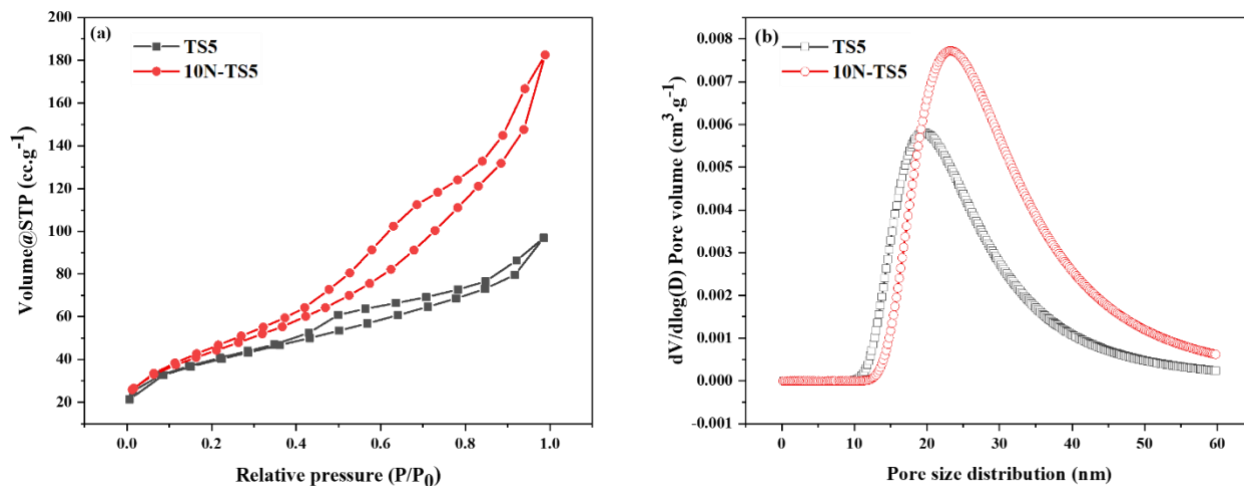 (a)
TS5
10N-TS5
Volume@STP (cc.g⁻¹)
200
180
160
140
120
100
80
60
40
20
0.0 0.2 0.4 0.6 0.8 1.0
Relative pressure (P/P₀)
(b)
TS5
10N-TS5
dV/dlog(D) Pore volume (cm³.g⁻¹)
0.008
0.007
0.006
0.005
0.004
0.003
0.002
0.001
0.000
-0.001
0 10 20 30 40 50 60
Pore size distribution (nm)